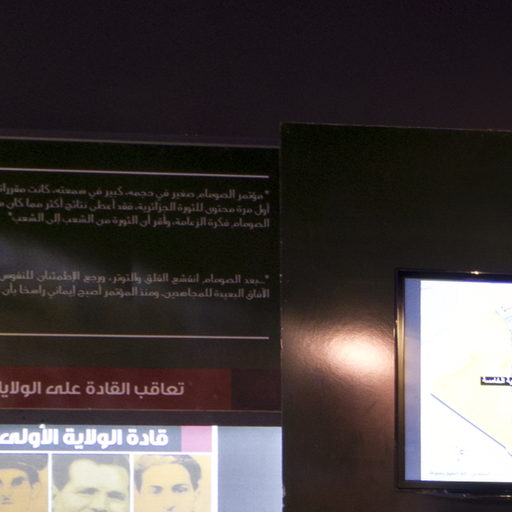 "مؤتمر الصومام صغير في حجمه، كبير في سمعته، كانت
أول مرة محتوى للثورة الجزائرية، فقد أعطى نتائج أكثر مما كان
الصومام فكرة الزعامة، وأقر أن الثورة من الشعب إلى الشعب"
"...بعد الصومام انقشع القلق والتوتر، ورجع الإطمئنان للنفوس
الآفاق البعيدة للمجاهدين، ومنذ المؤتمر أصبح إيماني راسخا بأن
تعاقب القادة على
قادة الولاية الأولى